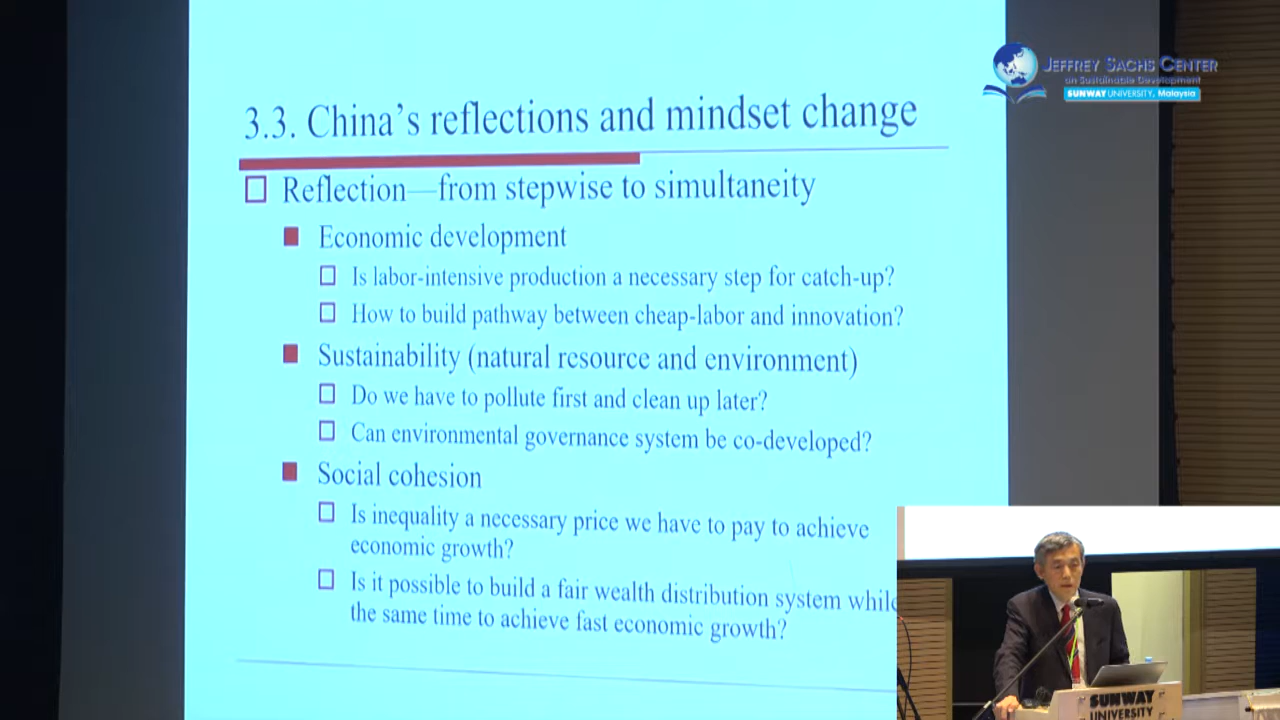 JEFFREY SACHS CENTER
on Sustainable Development
SUNWAY UNIVERSITY, Malaysia
3.3. China's reflections and mindset change
Reflection—from stepwise to simultaneity
Economic development
Is labor-intensive production a necessary step for catch-up?
How to build pathway between cheap-labor and innovation?
Sustainability (natural resource and environment)
Do we have to pollute first and clean up later?
Can environmental governance system be co-developed?
Social cohesion
Is inequality a necessary price we have to pay to achieve
economic growth?
Is it possible to build a fair wealth distribution system while
the same time to achieve fast economic growth?
SUNWAY
UNIVERSITY